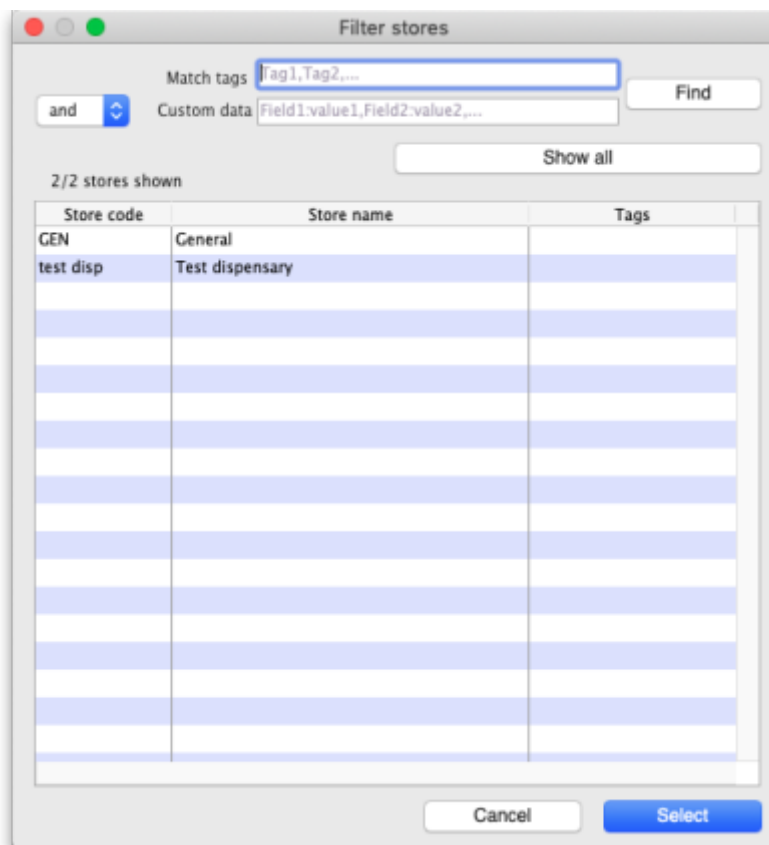 Filter stores
Match tags Tag1,Tag2,...
Find
and
Custom data Field1:value1,Field2:value2,...
Show all
2/2 stores shown
Store code Store name Tags
GEN General
test disp Test dispensary
Cancel Select